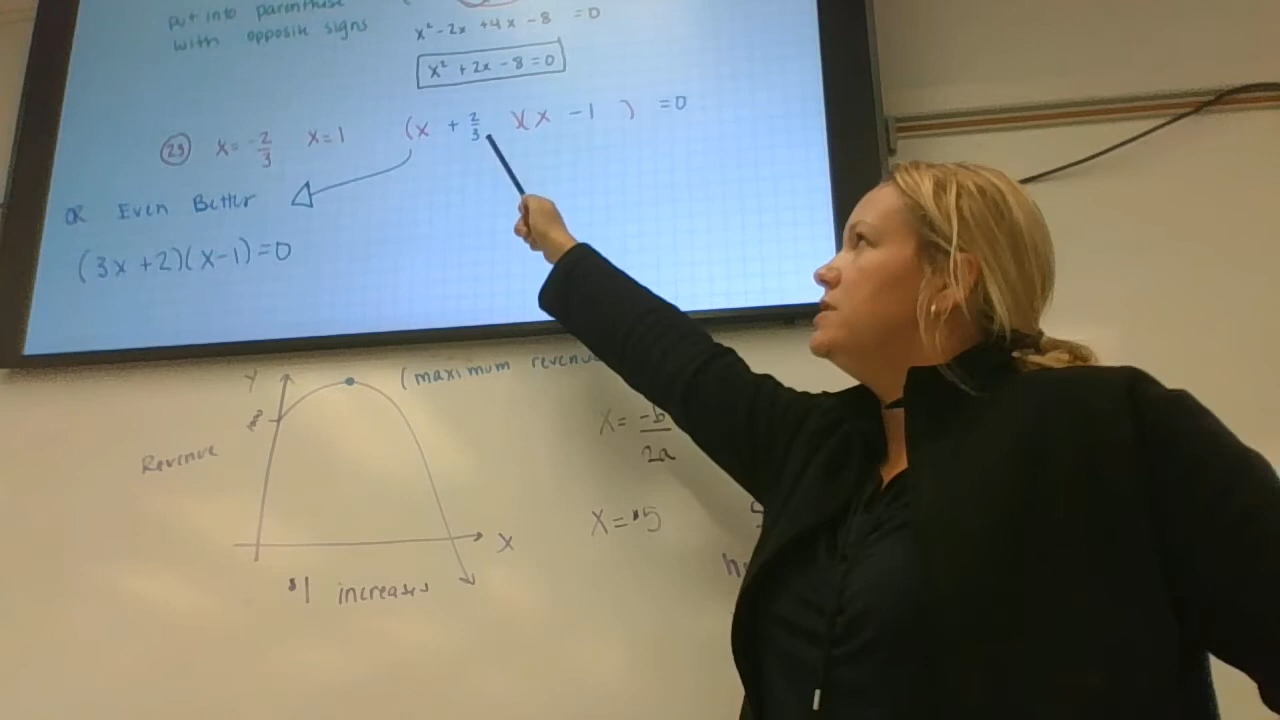 put into parenthese
with opposite signs
x² - 2x + 4x - 8 = 0
x² + 2x - 8 = 0
23 x = -2/3 x = 1 (x + 2/3 )(x - 1 ) = 0
OR Even Better
(3x + 2)(x - 1) = 0
Y
(maximum revenue
Revenue
X
$1 increases
X = -b/2a
X = $5